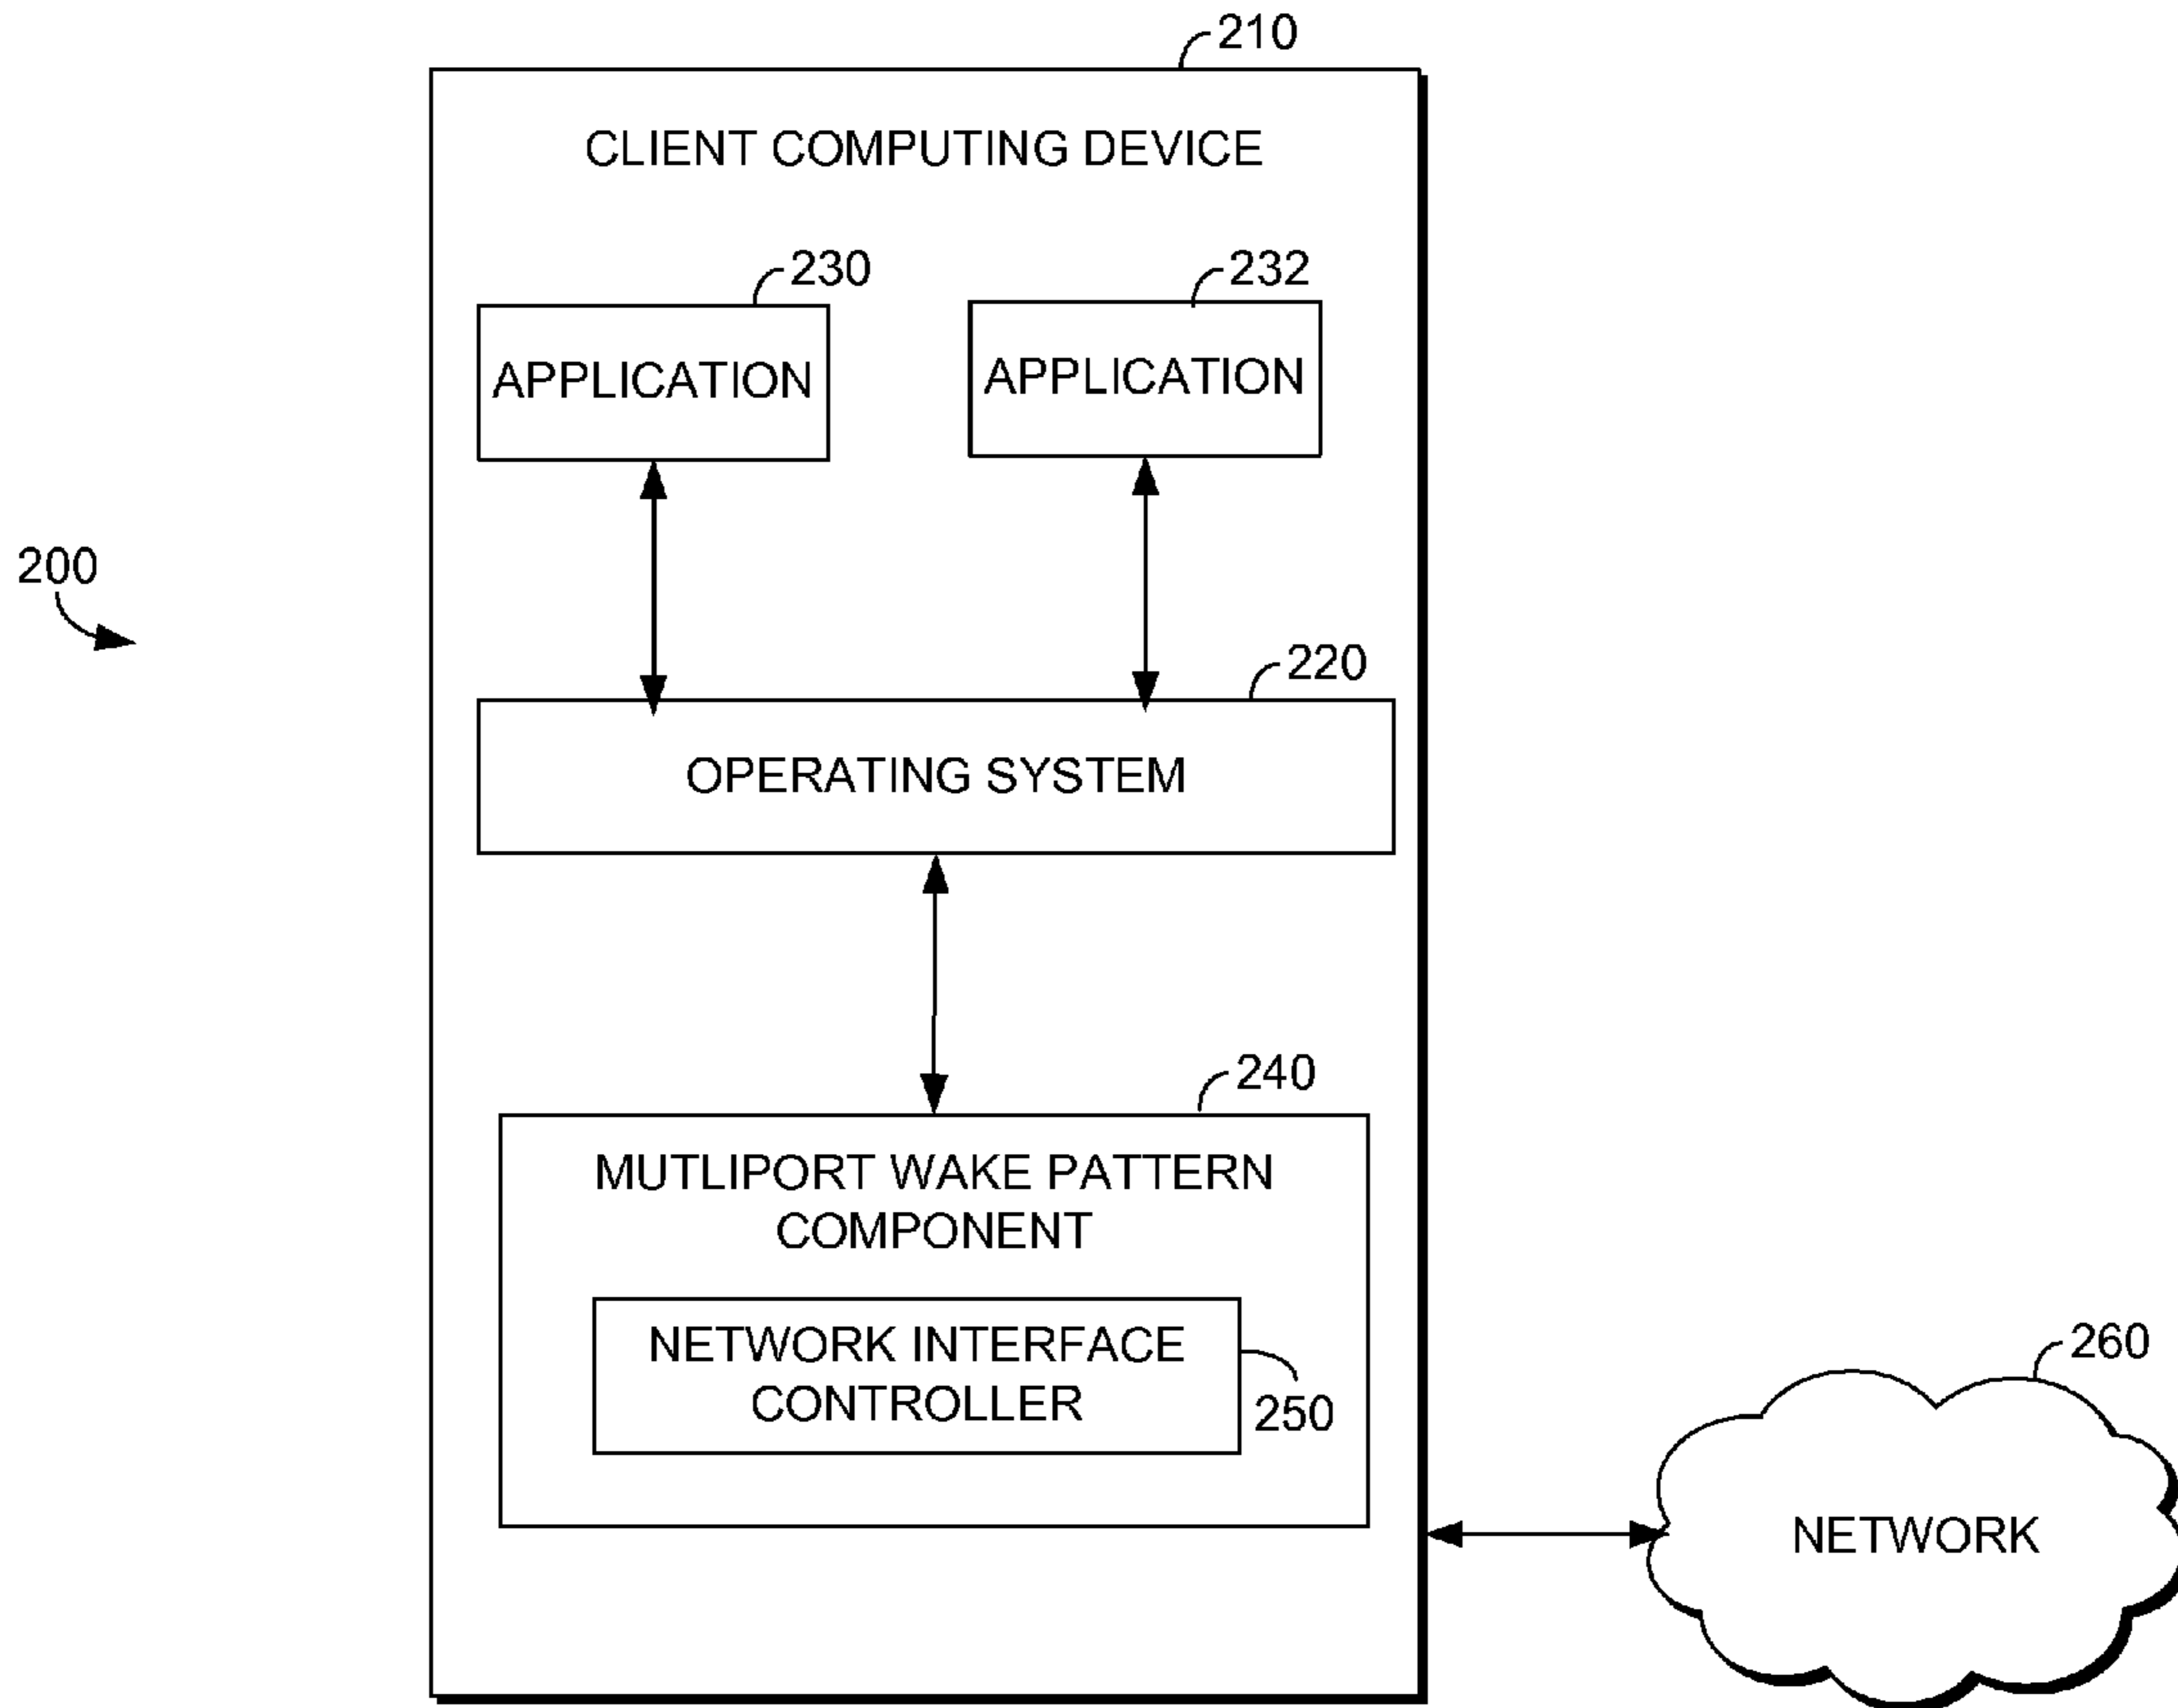 210
CLIENT COMPUTING DEVICE
230
232
APPLICATION
APPLICATION
200
220
OPERATING SYSTEM
240
MUTLIPORT WAKE PATTERN
COMPONENT
NETWORK INTERFACE
CONTROLLER
250
260
NETWORK